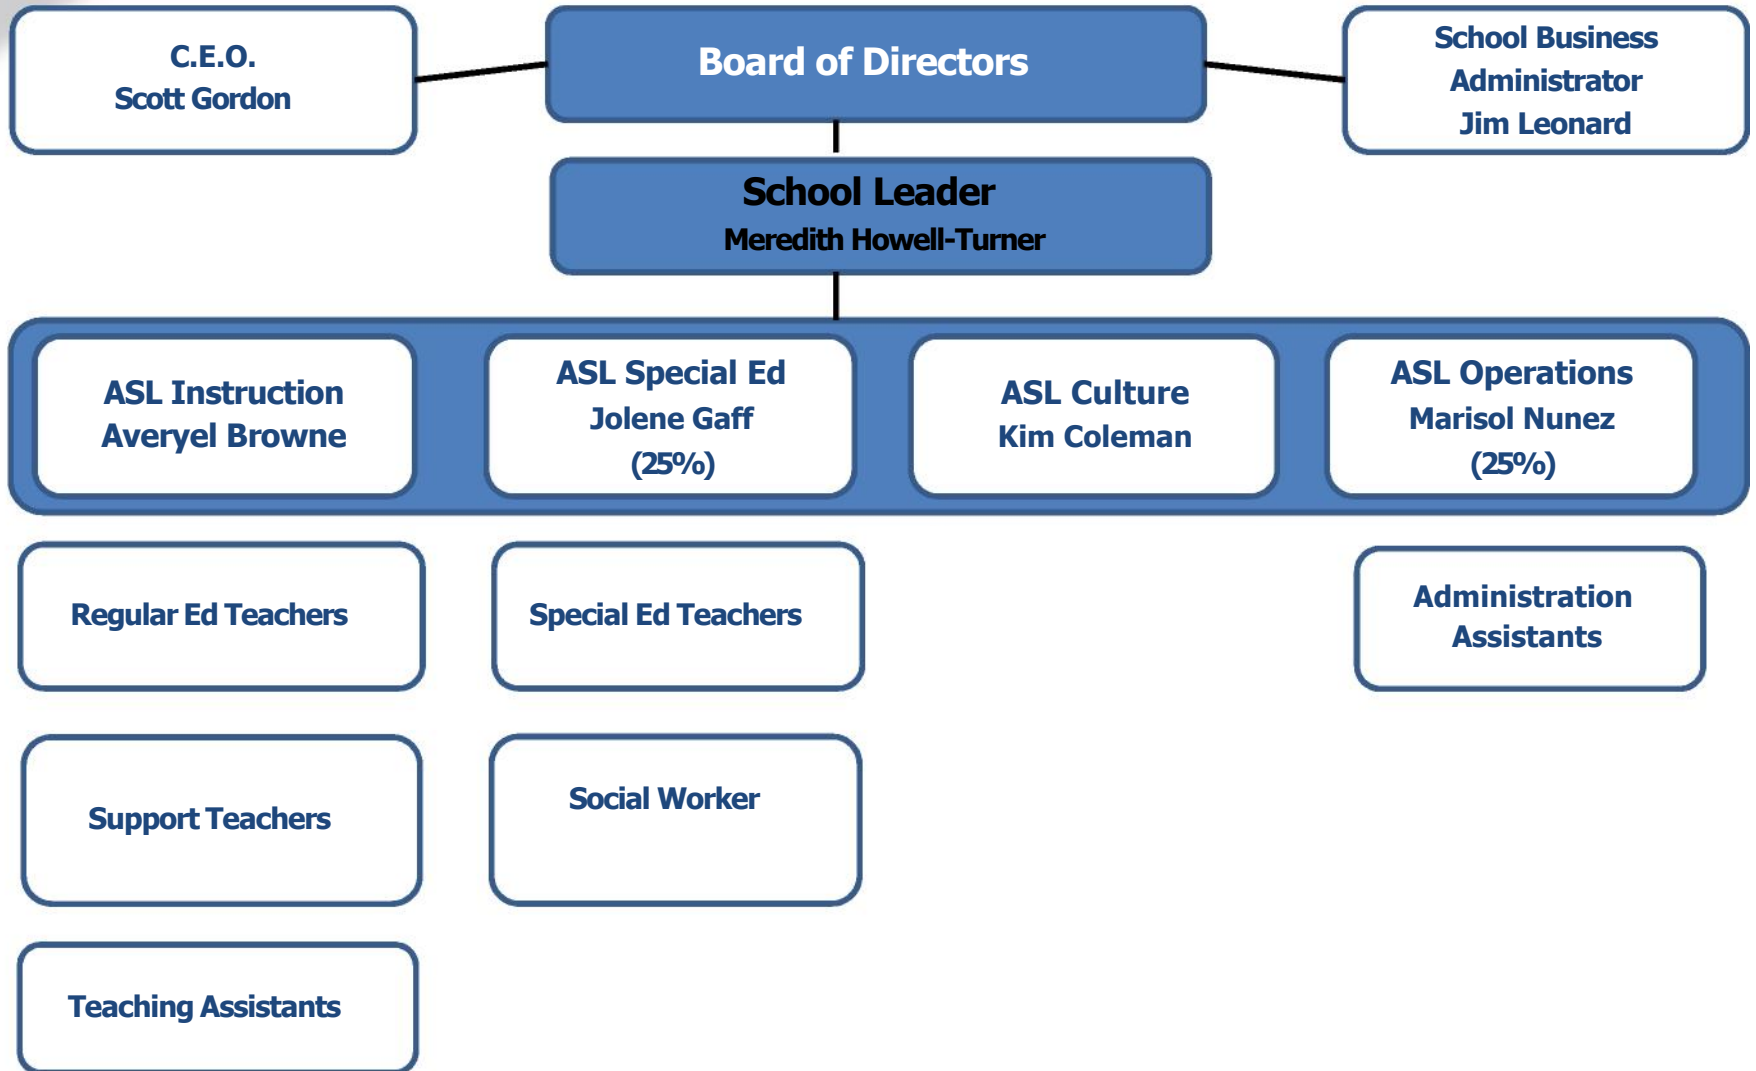 C.E.O.
Scott Gordon
Board of Directors
School Business
Administrator
Jim Leonard
School Leader
Meredith Howell-Turner
ASL Instruction
Averyel Browne
ASL Special Ed
Jolene Gaff
(25%)
ASL Culture
Kim Coleman
ASL Operations
Marisol Nunez
(25%)
Regular Ed Teachers
Special Ed Teachers
Administration
Assistants
Support Teachers
Social Worker
Teaching Assistants